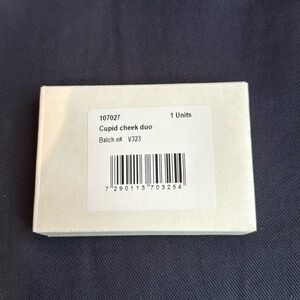 107027 1 Units
Cupid cheek duo
Batch n# V323
7 290113 703254